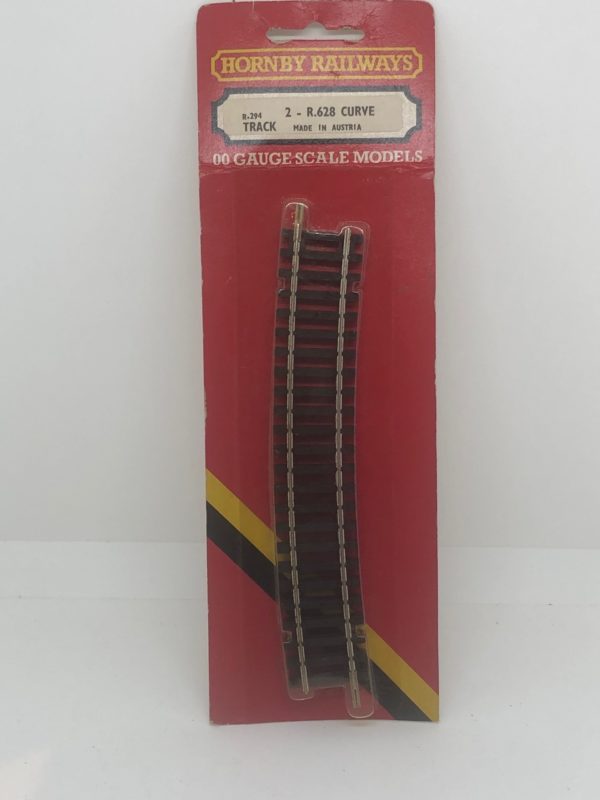 HORNBY RAILWAYS
R.294 2 - R.628 CURVE
TRACK MADE IN AUSTRIA
00 GAUGE SCALE MODELS